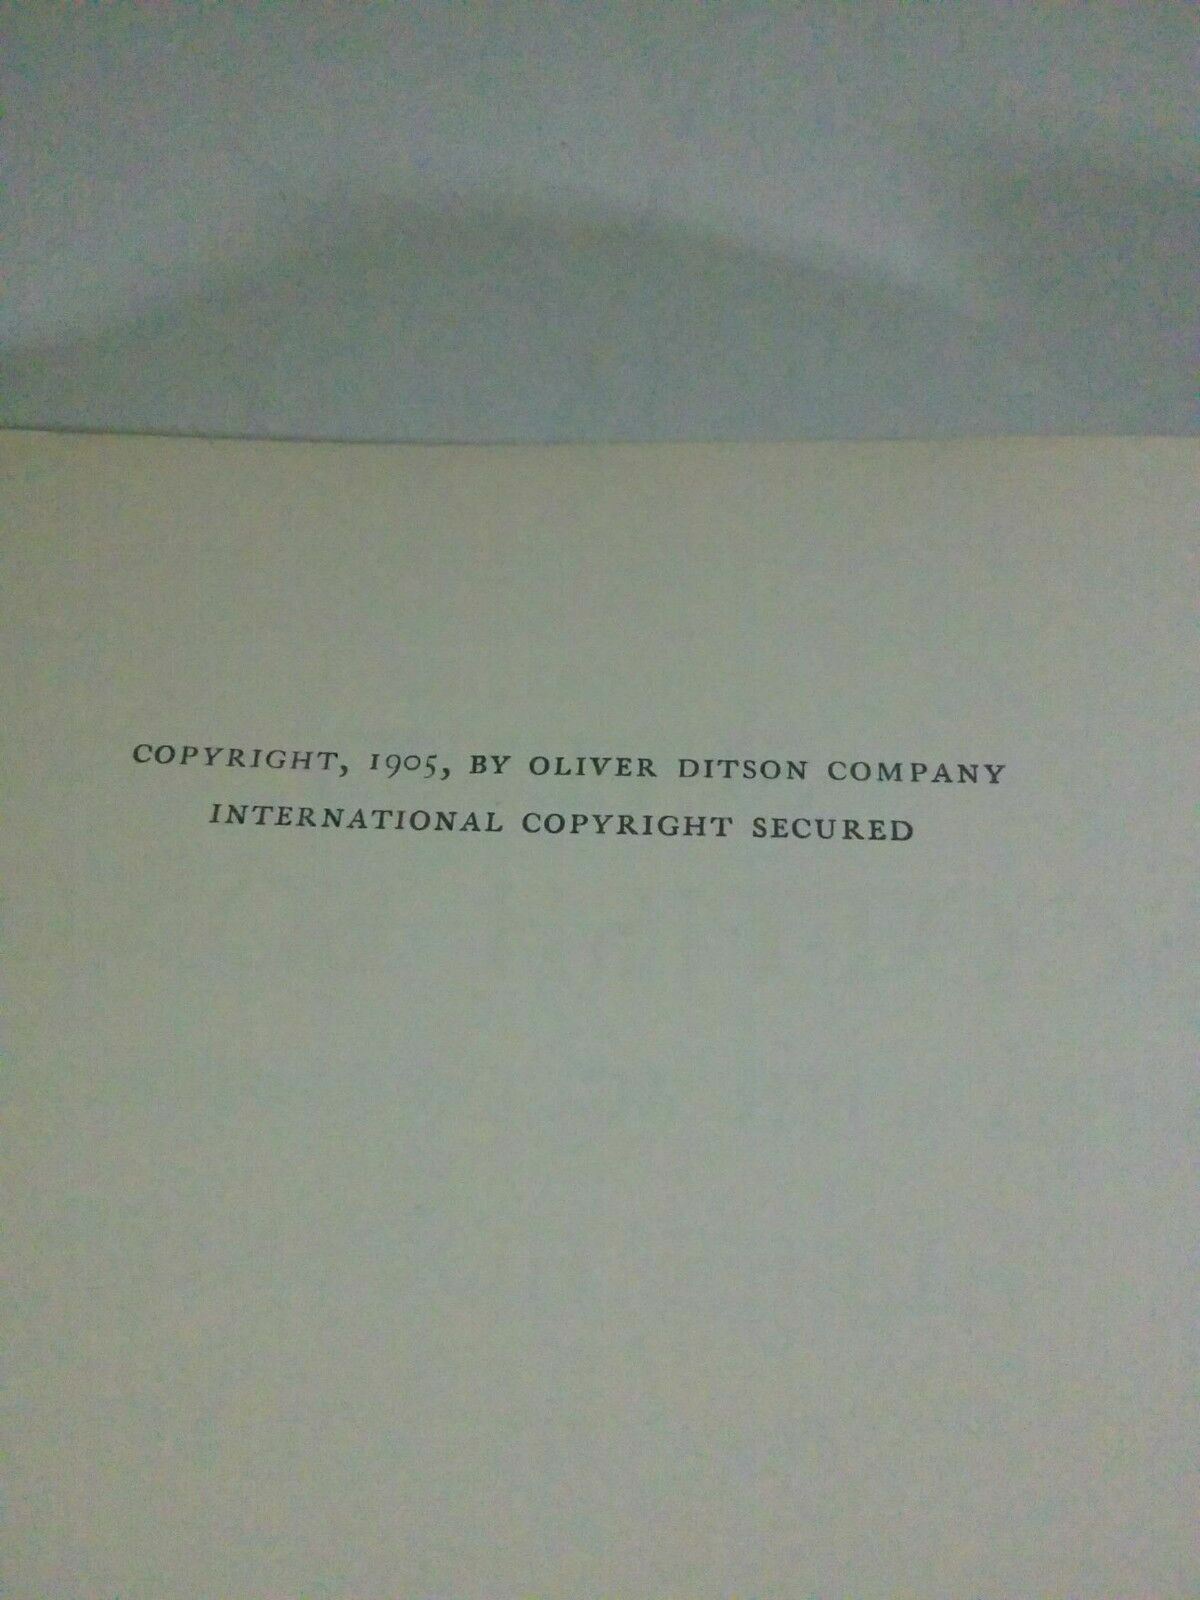 COPYRIGHT, 1905, BY OLIVER DITSON COMPANY
INTERNATIONAL COPYRIGHT SECURED